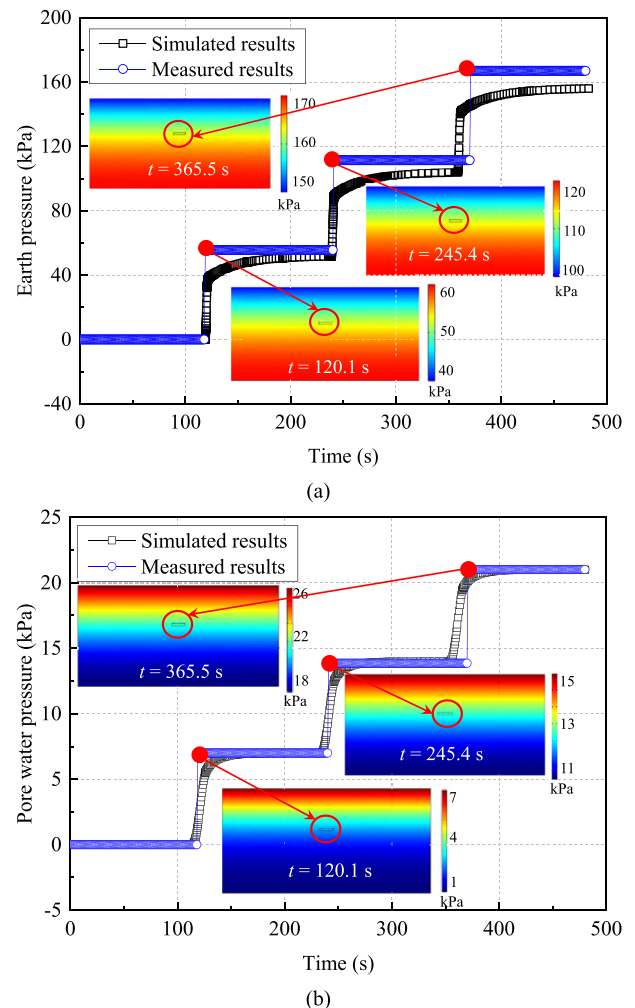 200
160
120
80
40
0
-40
Earth pressure (kPa)
Simulated results
Measured results
170
160
150
kPa
t = 365.5 s
120
110
100
kPa
t = 245.4 s
60
50
40
kPa
t = 120.1 s
0 100 200 300 400 500
Time (s)
(a)
25
20
15
10
5
0
-5
Pore water pressure (kPa)
Simulated results
Measured results
26
22
18
kPa
t = 365.5 s
15
13
11
kPa
t = 245.4 s
7
4
1
kPa
t = 120.1 s
0 100 200 300 400 500
Time (s)
(b)